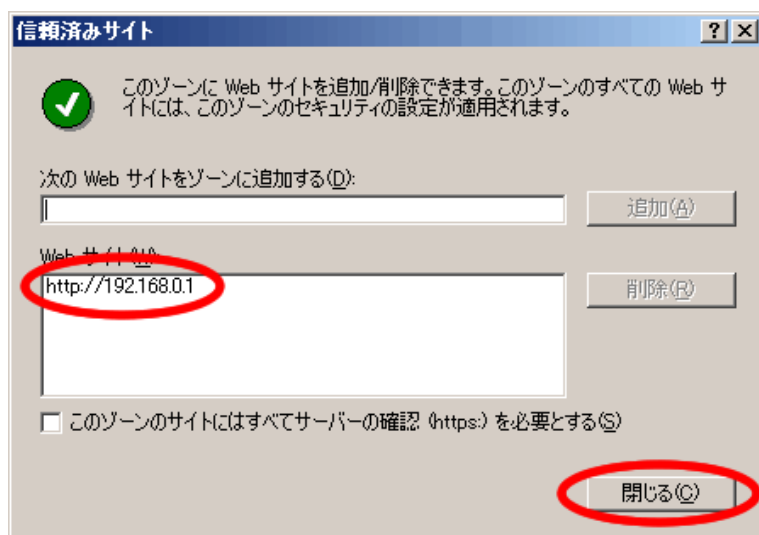 信頼済みサイト
このゾーンに Web サイトを追加/削除できます。このゾーンのすべての Web サ
イトには、このゾーンのセキュリティの設定が適用されます。
次の Web サイトをゾーンに追加する(D):
追加(A)
Web サイト(W):
http://192.168.0.1
削除(R)
このゾーンのサイトにはすべてサーバーの確認 (https:) を必要とする(S)
閉じる(C)